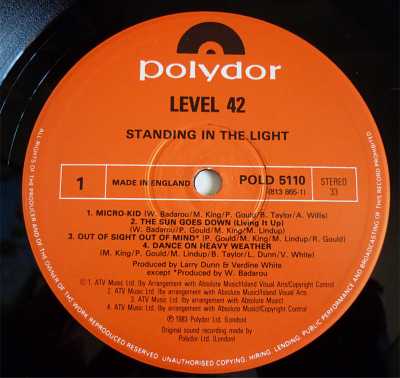 polydor
LEVEL 42
STANDING IN THE LIGHT
1 MADE IN ENGLAND POLD 5110 STEREO
(813 865-1) 33
1. MICRO-KID (W. Badarou/M. King/P. Gould/B. Taylor/A. Wills)
2. THE SUN GOES DOWN (Living It Up)
(W. Badarou/P. Gould/M. King/M. Lindup)
3. OUT OF SIGHT OUT OF MIND* (P. Gould/M. King/M. Lindup/R. Gould)
4. DANCE ON HEAVY WEATHER
(M. King/P. Gould/M. Lindup/B. Taylor/L. Dunn/V. White)
Produced by Larry Dunn & Verdine White
except *Produced by W. Badarou
1. ATV Music Ltd. (by Arrangement with Absolute Music/Island Visual Arts/Copyright Control)
2. ATV Music Ltd. (by Arrangement with Absolute Music/Island Visual Arts)
3. ATV Music Ltd. (by Arrangement with Absolute Music)
4. ATV Music Ltd. (by Arrangement with Absolute Music/Copyright Control)
℗ 1983 Polydor Ltd. (London)
Original sound recording made by
Polydor Ltd. (London)
ALL RIGHTS OF THE PRODUCER AND OF THE OWNER OF THE WORK REPRODUCED RESERVED. UNAUTHORISED COPYING, HIRING, LENDING, PUBLIC PERFORMANCE AND BROADCASTING OF THIS RECORD PROHIBITED